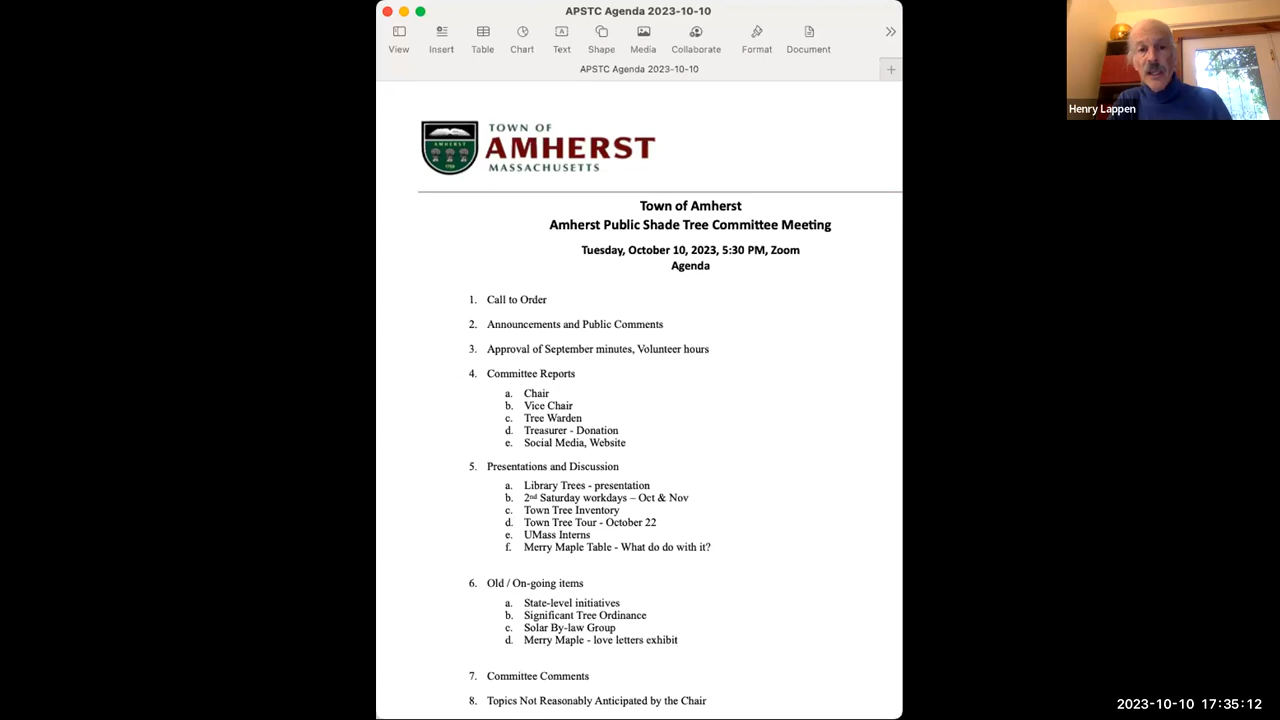 APSTC Agenda 2023-10-10
View Insert Table Chart Text Shape Media Collaborate Format Document
APSTC Agenda 2023-10-10
Henry Lappen
TOWN OF
AMHERST
MASSACHUSETTS
1759
Town of Amherst
Amherst Public Shade Tree Committee Meeting
Tuesday, October 10, 2023, 5:30 PM, Zoom
Agenda
1. Call to Order
2. Announcements and Public Comments
3. Approval of September minutes, Volunteer hours
4. Committee Reports
a. Chair
b. Vice Chair
c. Tree Warden
d. Treasurer - Donation
e. Social Media, Website
5. Presentations and Discussion
a. Library Trees - presentation
b. 2nd Saturday workdays – Oct & Nov
c. Town Tree Inventory
d. Town Tree Tour - October 22
e. UMass Interns
f. Merry Maple Table - What do do with it?
6. Old / On-going items
a. State-level initiatives
b. Significant Tree Ordinance
c. Solar By-law Group
d. Merry Maple - love letters exhibit
7. Committee Comments
8. Topics Not Reasonably Anticipated by the Chair
2023-10-10 17:35:12